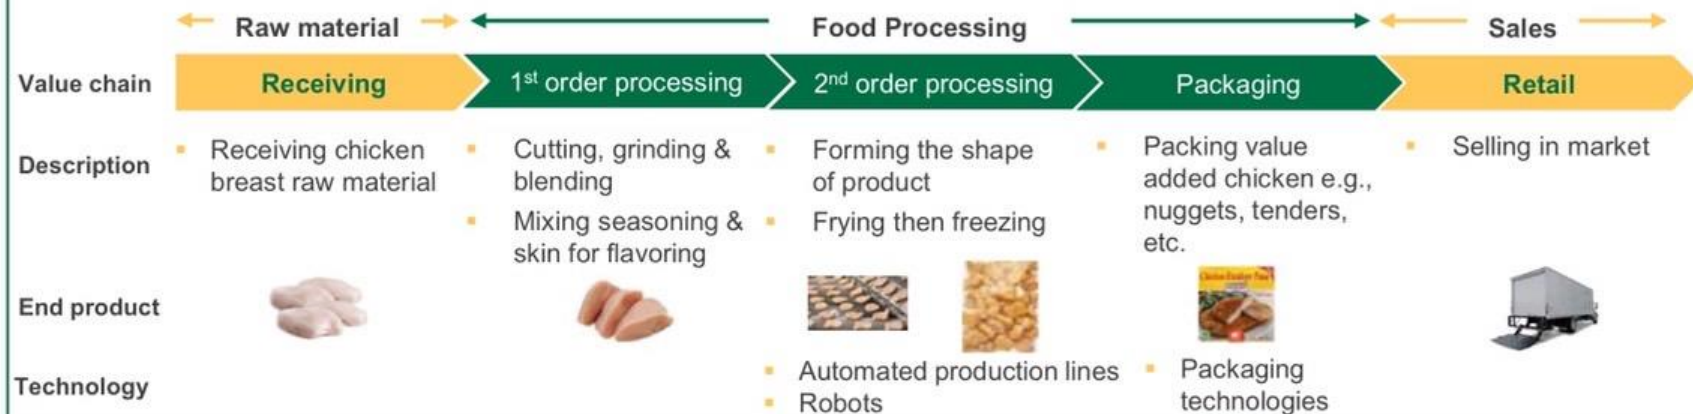 Raw material
Food Processing
Sales
Value chain
Receiving
1st order processing
2nd order processing
Packaging
Retail
Description
Receiving chicken
breast raw material
Cutting, grinding &
blending
Mixing seasoning &
skin for flavoring
Forming the shape
of product
Frying then freezing
Packing value
added chicken e.g.,
nuggets, tenders,
etc.
Selling in market
End product
Technology
Automated production lines
Robots
Packaging
technologies